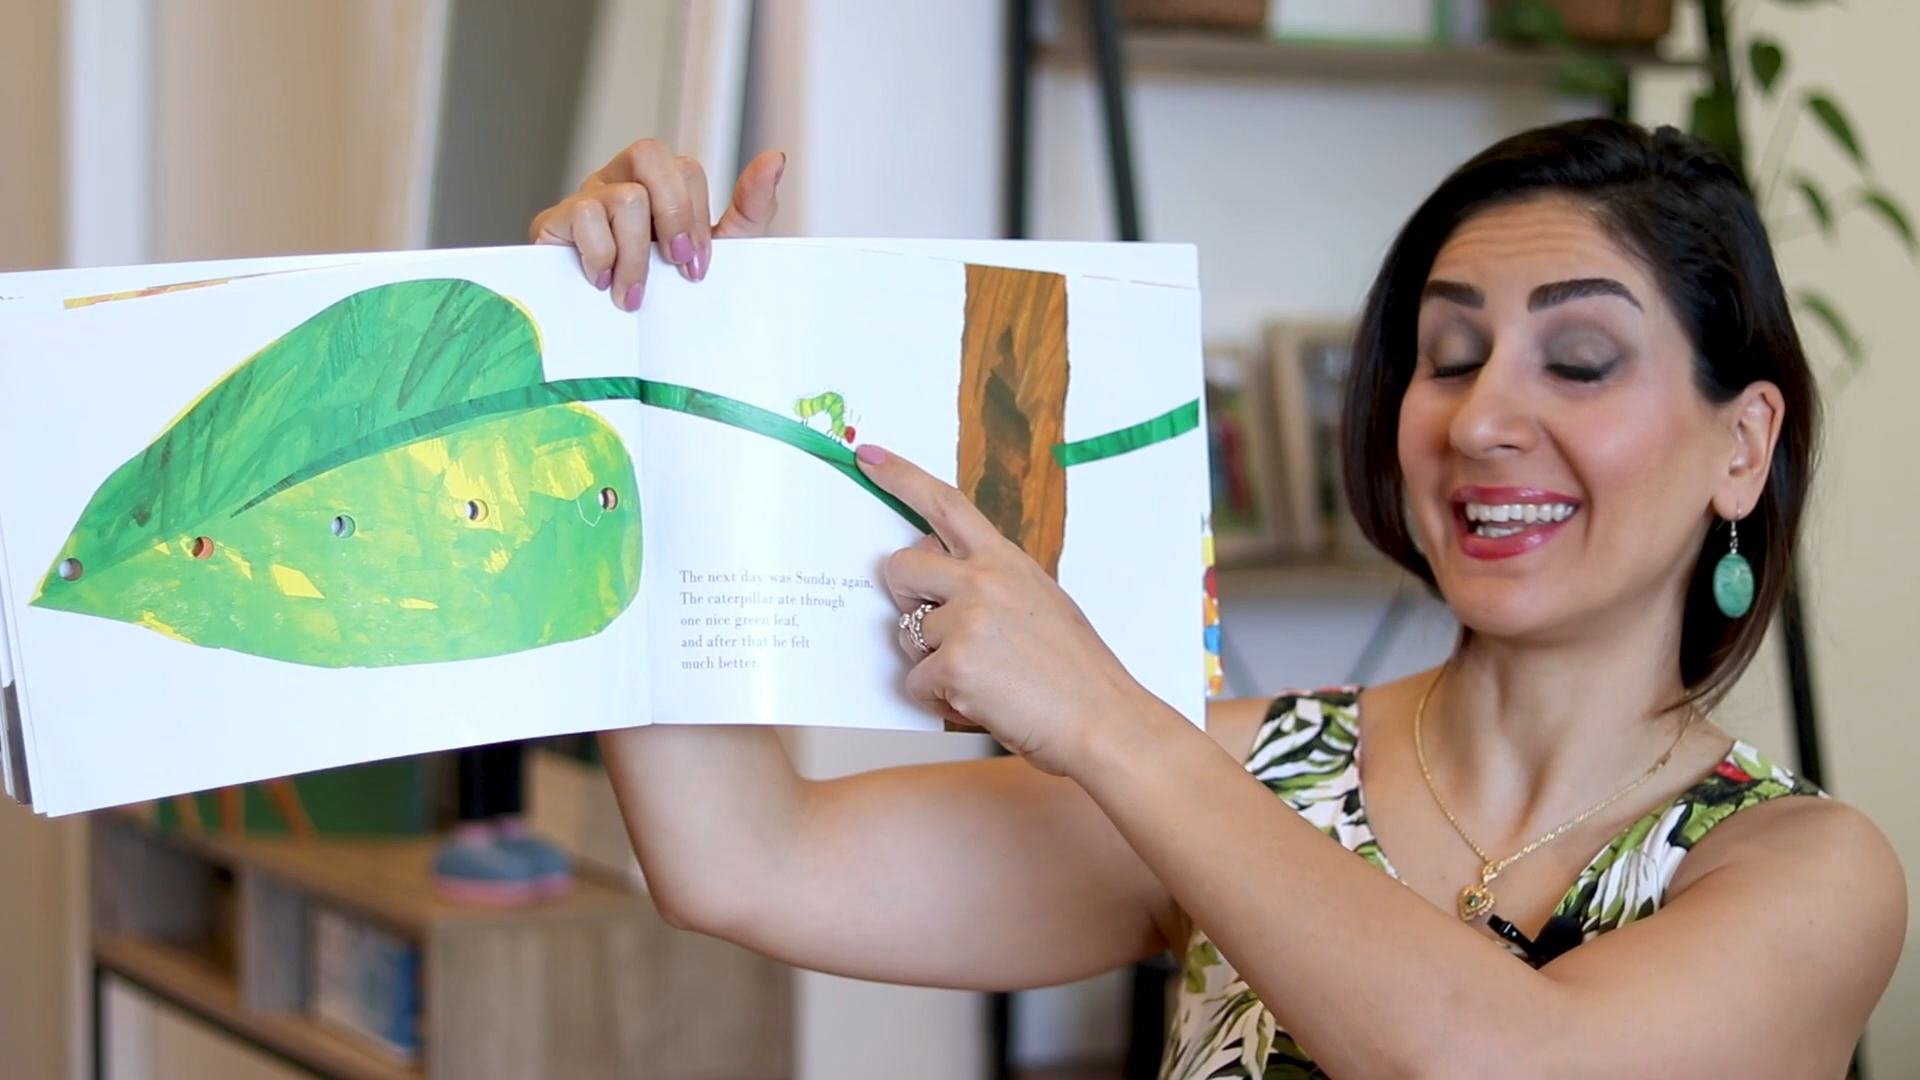 The next day was Sunday again.
The caterpillar ate through
one nice green leaf,
and after that he felt
much better.